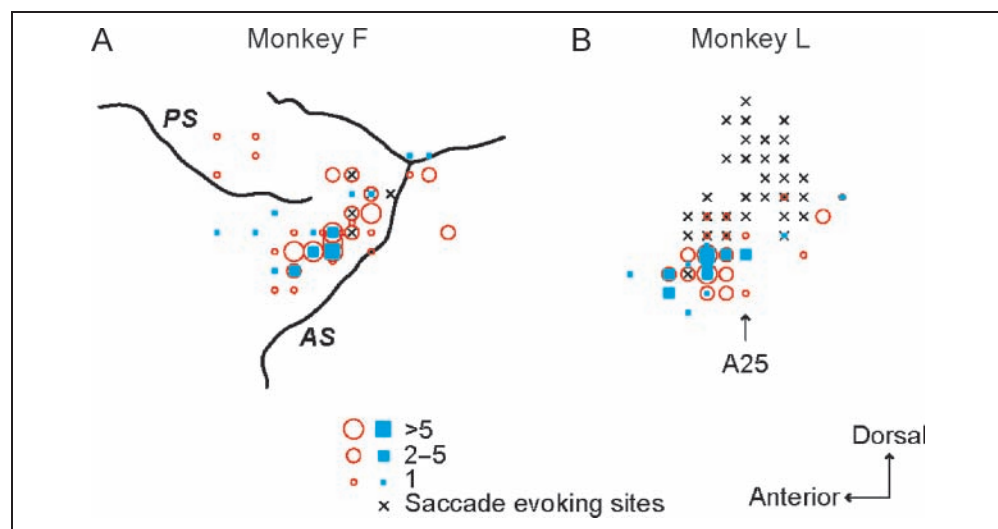 A Monkey F
B Monkey L
PS
AS
A25
>5
2–5
1
× Saccade evoking sites
Dorsal
Anterior